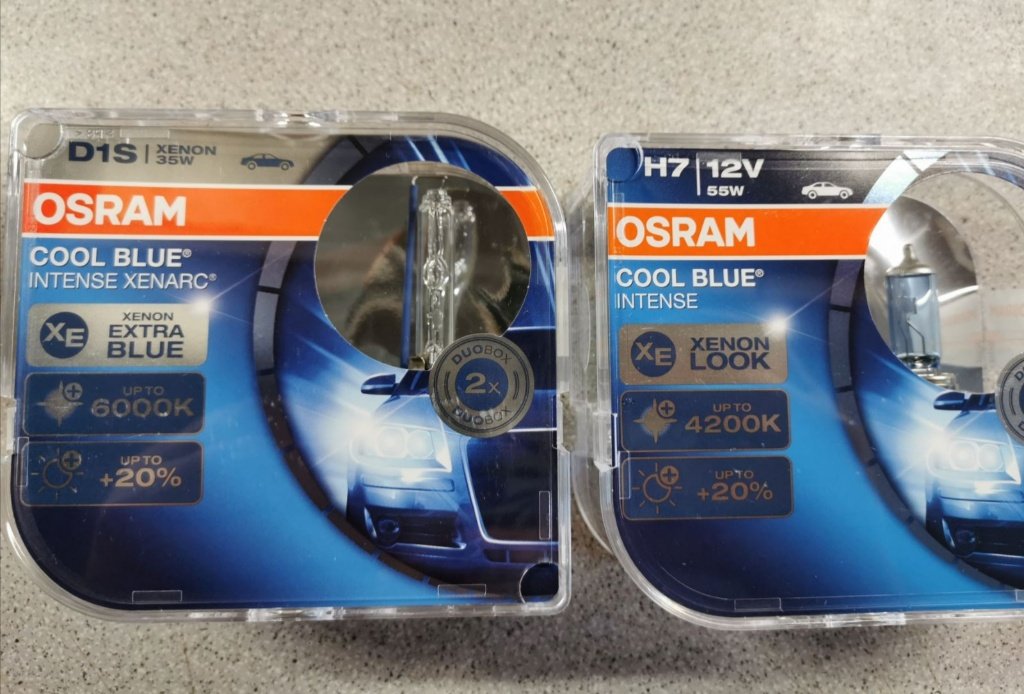 D1S XENON
35W
OSRAM
COOL BLUE®
INTENSE XENARC®
XE XENON
EXTRA
BLUE
UP TO
6000K
UP TO
+20%
DUOBOX
2x
DUOBOX
H7 12V
55W
OSRAM
COOL BLUE®
INTENSE
XE XENON
LOOK
UP TO
4200K
UP TO
+20%